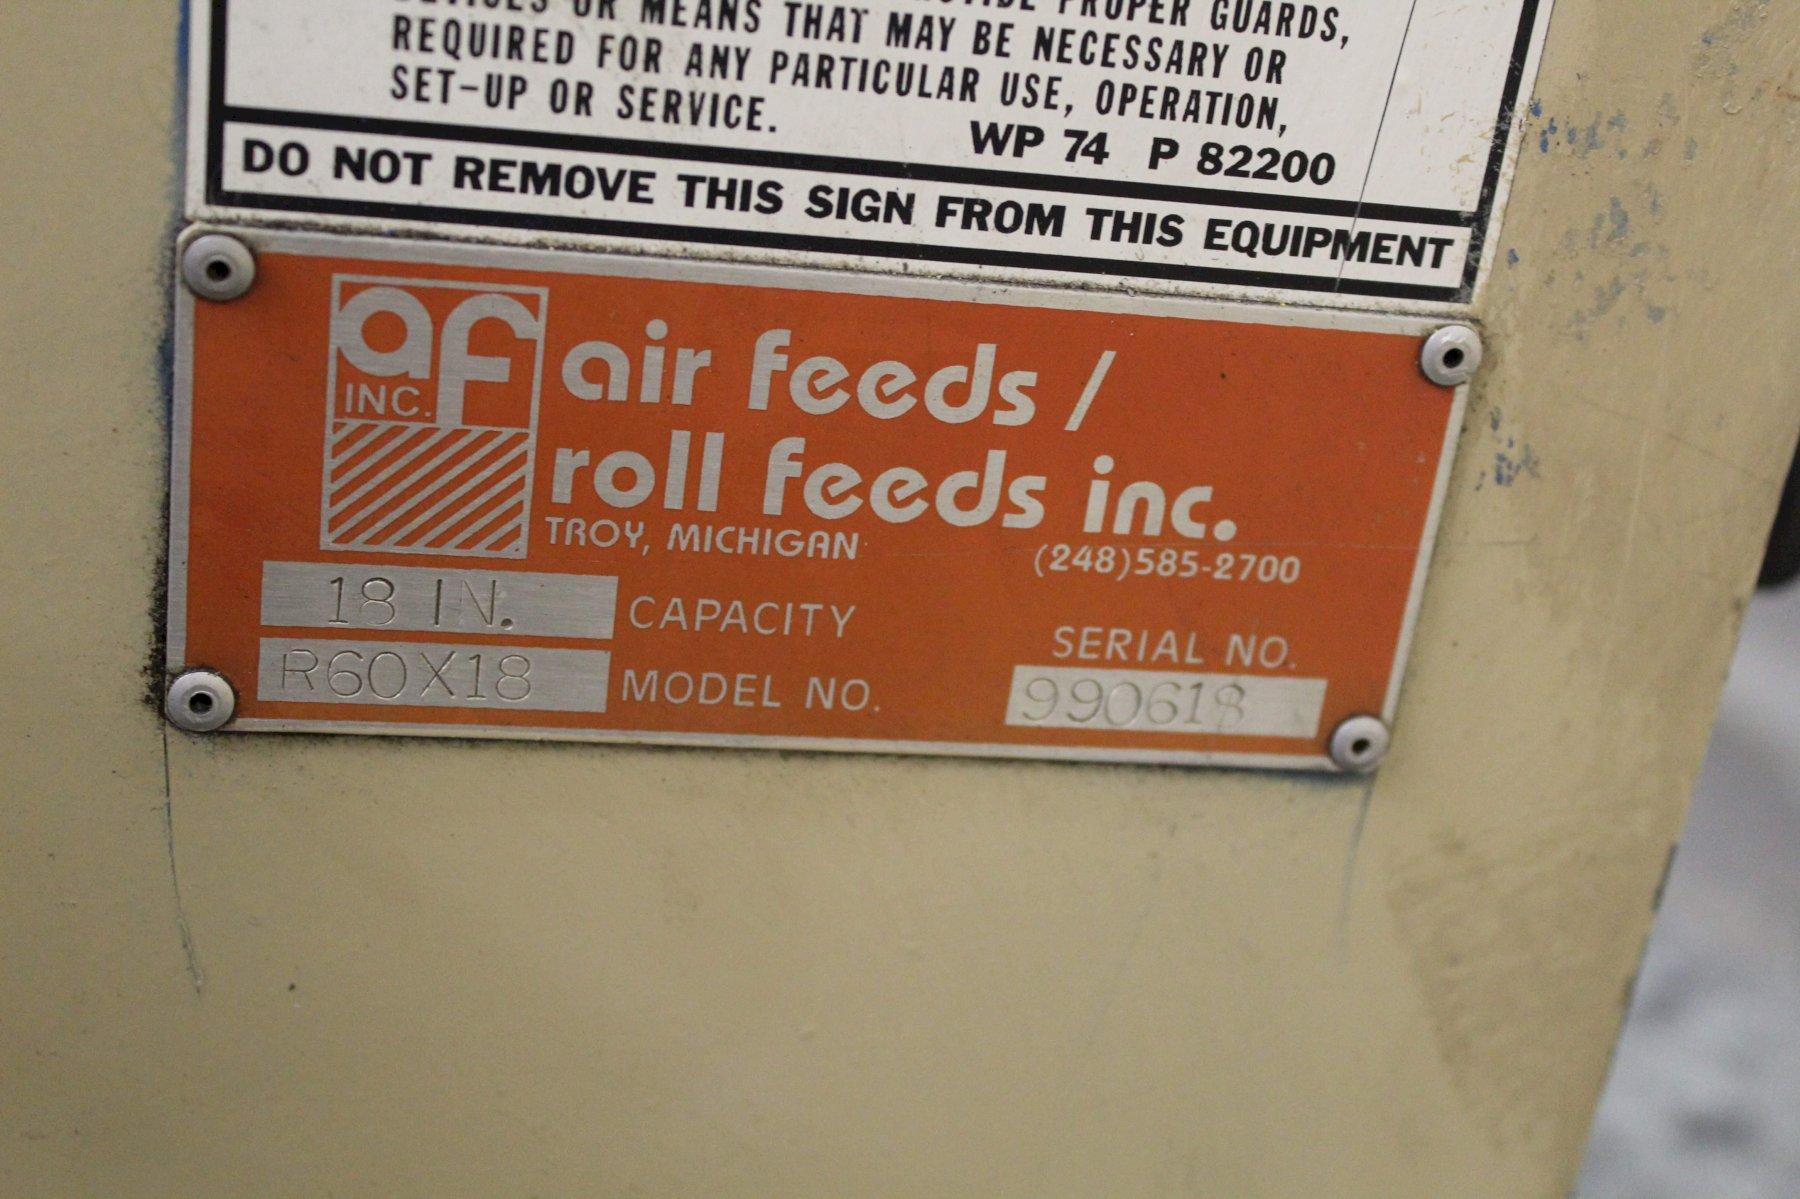 PROPER GUARDS,
OR MEANS THAT MAY BE NECESSARY OR
REQUIRED FOR ANY PARTICULAR USE, OPERATION,
SET-UP OR SERVICE.
WP 74 P 82200
DO NOT REMOVE THIS SIGN FROM THIS EQUIPMENT
af
INC.
air feeds /
roll feeds inc.
TROY, MICHIGAN
(248)585-2700
18 IN. CAPACITY
R60X18 MODEL NO.
SERIAL NO.
990618